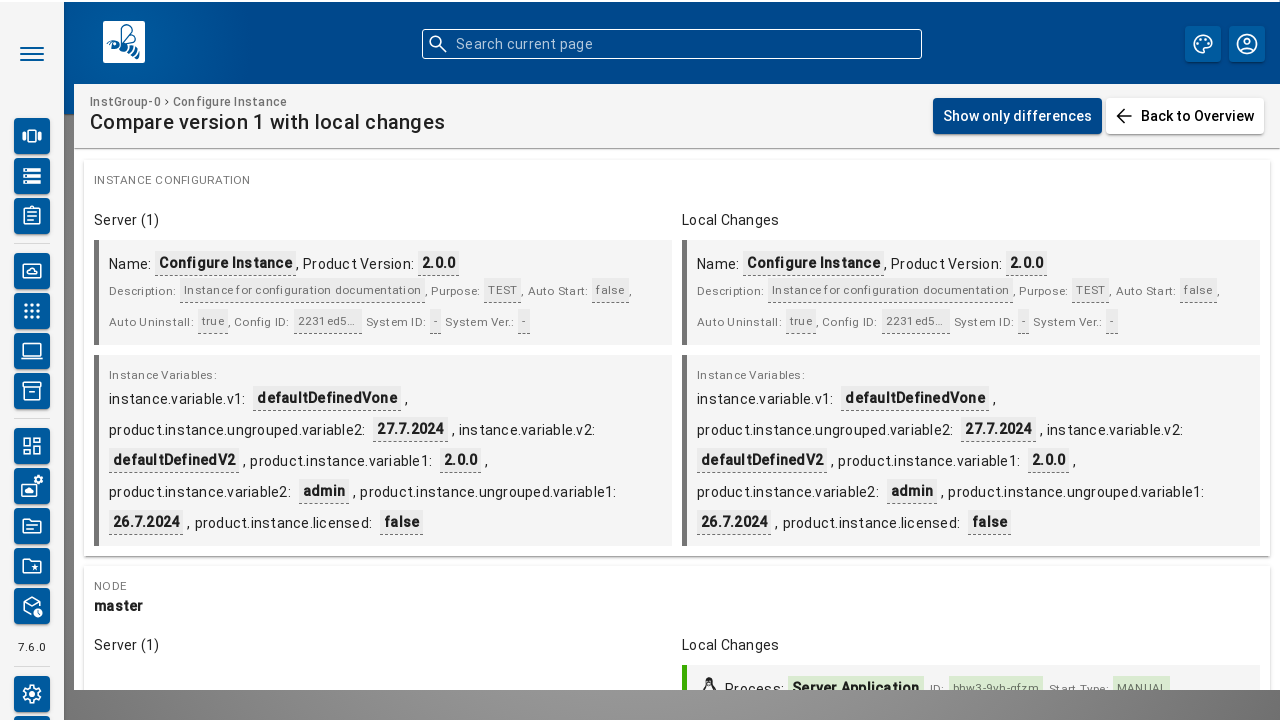 Search current page
InstGroup-0 › Configure Instance
Compare version 1 with local changes
Show only differences
Back to Overview
INSTANCE CONFIGURATION
Server (1)
Name: Configure Instance, Product Version: 2.0.0
Description: Instance for configuration documentation, Purpose: TEST, Auto Start: false,
Auto Uninstall: true, Config ID: 2231ed5... System ID: - System Ver.: -
Instance Variables:
instance.variable.v1: defaultDefinedVone ,
product.instance.ungrouped.variable2: 27.7.2024 , instance.variable.v2:
defaultDefinedV2 , product.instance.variable1: 2.0.0 ,
product.instance.variable2: admin , product.instance.ungrouped.variable1:
26.7.2024 , product.instance.licensed: false
Local Changes
Name: Configure Instance, Product Version: 2.0.0
Description: Instance for configuration documentation, Purpose: TEST, Auto Start: false,
Auto Uninstall: true, Config ID: 2231ed5... System ID: - System Ver.: -
Instance Variables:
instance.variable.v1: defaultDefinedVone ,
product.instance.ungrouped.variable2: 27.7.2024 , instance.variable.v2:
defaultDefinedV2 , product.instance.variable1: 2.0.0 ,
product.instance.variable2: admin , product.instance.ungrouped.variable1:
26.7.2024 , product.instance.licensed: false
NODE
master
Server (1)
Local Changes
Process: Server Application ID: Start Type: MANUAL
7.6.0